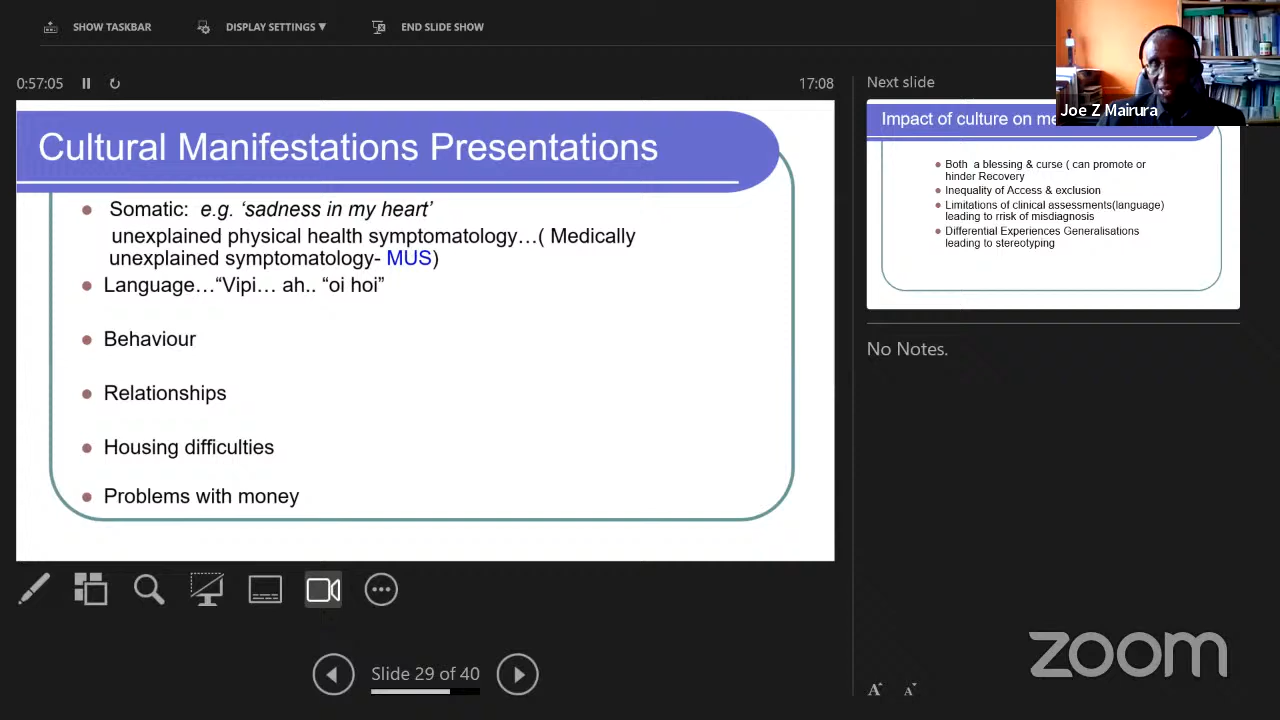 SHOW TASKBAR
DISPLAY SETTINGS ▼
END SLIDE SHOW
0:57:05
17:08
Cultural Manifestations Presentations
Somatic: e.g. ‘sadness in my heart’
unexplained physical health symptomatology…( Medically
unexplained symptomatology- MUS)
Language…“Vipi… ah.. “oi hoi”
Behaviour
Relationships
Housing difficulties
Problems with money
Slide 29 of 40
Next slide
Impact of culture on me
Both a blessing & curse ( can promote or
hinder Recovery
Inequality of Access & exclusion
Limitations of clinical assessments(language)
leading to rrisk of misdiagnosis
Differential Experiences Generalisations
leading to stereotyping
No Notes.
Joe Z Mairura
zoom
A A